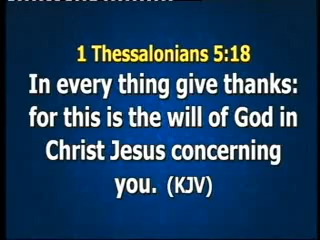 1 Thessalonians 5:18
In every thing give thanks:
for this is the will of God in
Christ Jesus concerning
you. (KJV)